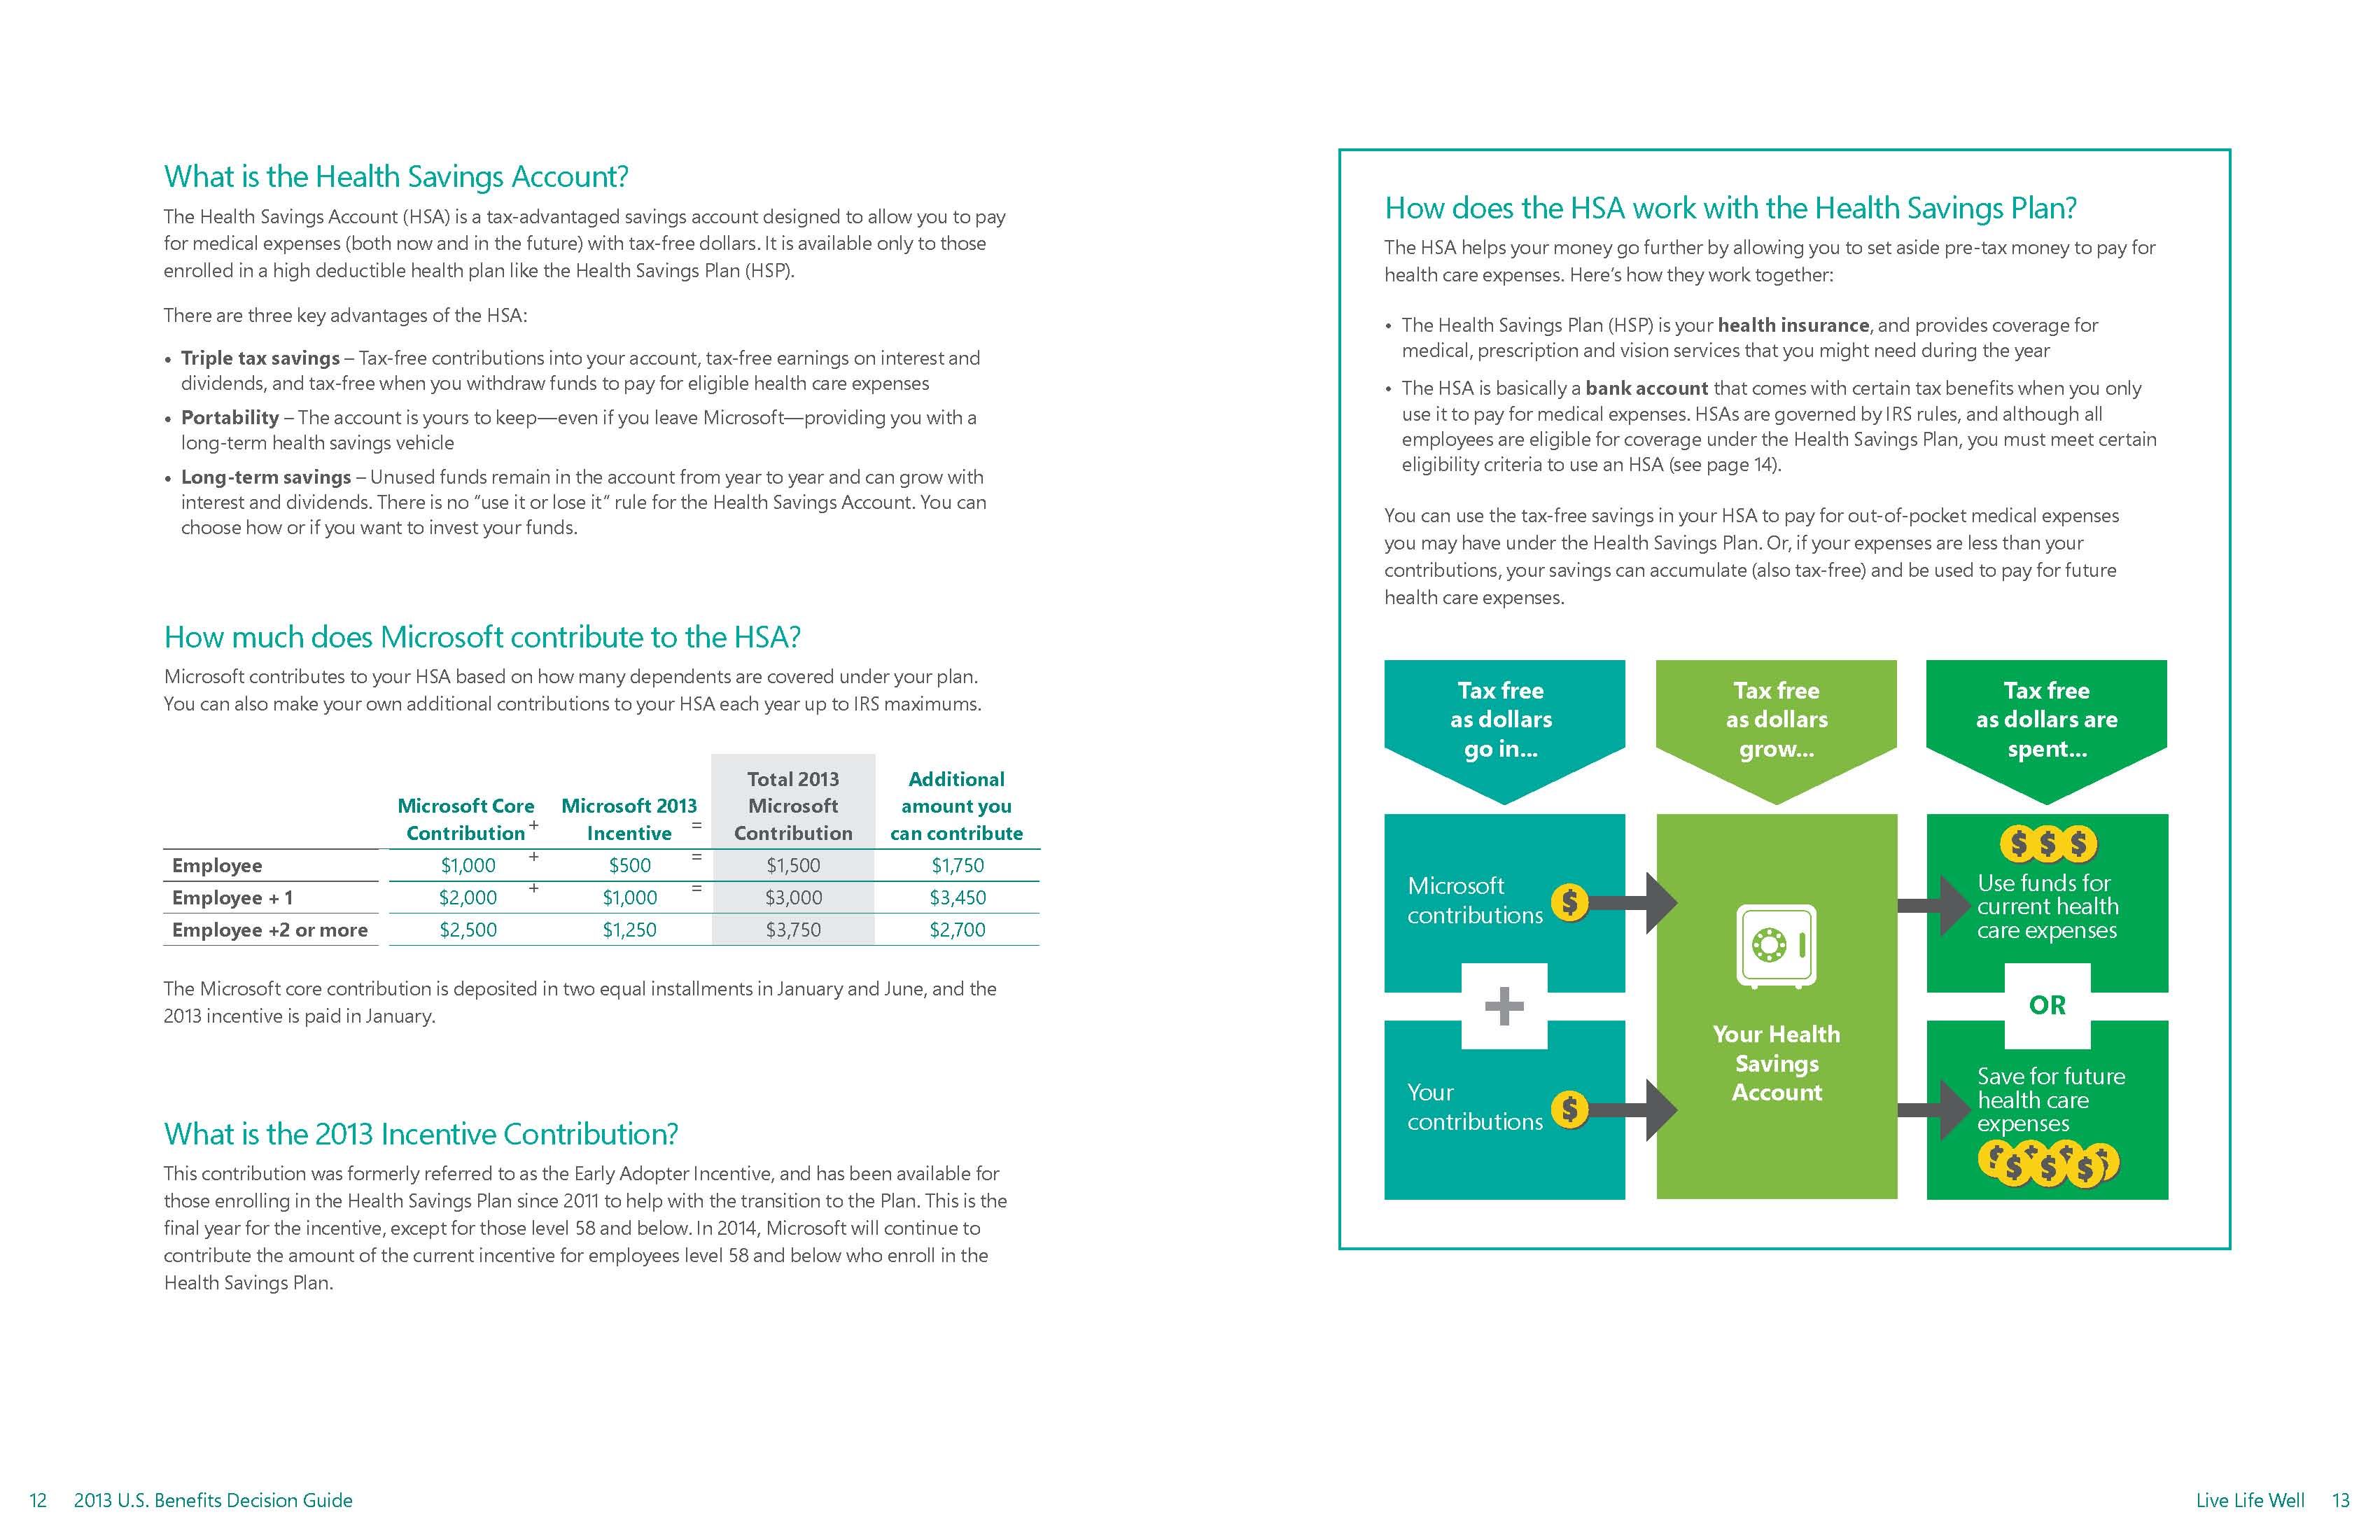 What is the Health Savings Account?
The Health Savings Account (HSA) is a tax-advantaged savings account designed to allow you to pay
for medical expenses (both now and in the future) with tax-free dollars. It is available only to those
enrolled in a high deductible health plan like the Health Savings Plan (HSP).
There are three key advantages of the HSA:
• Triple tax savings – Tax-free contributions into your account, tax-free earnings on interest and
dividends, and tax-free when you withdraw funds to pay for eligible health care expenses
• Portability – The account is yours to keep—even if you leave Microsoft—providing you with a
long-term health savings vehicle
• Long-term savings – Unused funds remain in the account from year to year and can grow with
interest and dividends. There is no “use it or lose it“ rule for the Health Savings Account. You can
choose how or if you want to invest your funds.
How much does Microsoft contribute to the HSA?
Microsoft contributes to your HSA based on how many dependents are covered under your plan.
You can also make your own additional contributions to your HSA each year up to IRS maximums.
Total 2013 Additional
Microsoft Core Microsoft 2013 Microsoft amount you
Contribution + Incentive = Contribution can contribute
Employee $1,000 + $500 = $1,500 $1,750
Employee + 1 $2,000 + $1,000 = $3,000 $3,450
Employee +2 or more $2,500 $1,250 $3,750 $2,700
The Microsoft core contribution is deposited in two equal installments in January and June, and the
2013 incentive is paid in January.
What is the 2013 Incentive Contribution?
This contribution was formerly referred to as the Early Adopter Incentive, and has been available for
those enrolling in the Health Savings Plan since 2011 to help with the transition to the Plan. This is the
final year for the incentive, except for those level 58 and below. In 2014, Microsoft will continue to
contribute the amount of the current incentive for employees level 58 and below who enroll in the
Health Savings Plan.
12 2013 U.S. Benefits Decision Guide
How does the HSA work with the Health Savings Plan?
The HSA helps your money go further by allowing you to set aside pre-tax money to pay for
health care expenses. Here’s how they work together:
• The Health Savings Plan (HSP) is your health insurance, and provides coverage for
medical, prescription and vision services that you might need during the year
• The HSA is basically a bank account that comes with certain tax benefits when you only
use it to pay for medical expenses. HSAs are governed by IRS rules, and although all
employees are eligible for coverage under the Health Savings Plan, you must meet certain
eligibility criteria to use an HSA (see page 14).
You can use the tax-free savings in your HSA to pay for out-of-pocket medical expenses
you may have under the Health Savings Plan. Or, if your expenses are less than your
contributions, your savings can accumulate (also tax-free) and be used to pay for future
health care expenses.
Tax free
as dollars
go in...
Microsoft
contributions
$
+
Your
contributions
$
Tax free
as dollars
grow...
Your Health
Savings
Account
Tax free
as dollars are
spent...
$ $ $
Use funds for
current health
care expenses
OR
Save for future
health care
expenses
$ $ $ $ $ $ $
Live Life Well 13